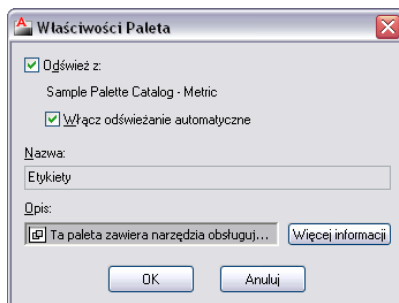 Właściwości Paleta
Odśwież z:
Sample Palette Catalog - Metric
Włącz odświeżanie automatyczne
Nazwa:
Etykiety
Opis:
Ta paleta zawiera narzędzia obsługuj... Więcej informacji
OK Anuluj